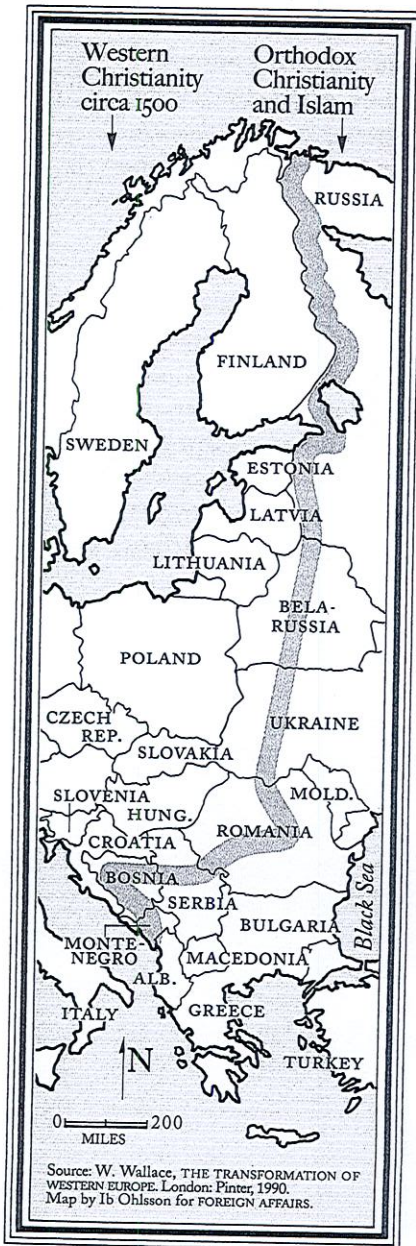 Western
Christianity
circa 1500
Orthodox
Christianity
and Islam
RUSSIA
FINLAND
SWEDEN
ESTONIA
LATVIA
LITHUANIA
BELA-
RUSSIA
POLAND
UKRAINE
CZECH
REP.
SLOVAKIA
MOLD.
SLOVENIA
HUNG.
ROMANIA
CROATIA
BOSNIA
SERBIA
Black Sea
BULGARIA
MONTE-
NEGRO
MACEDONIA
ALB.
ITALY
GREECE
TURKEY
N
0 200
MILES
Source: W. Wallace, THE TRANSFORMATION OF
WESTERN EUROPE. London: Pinter, 1990.
Map by Ib Ohlsson for FOREIGN AFFAIRS.